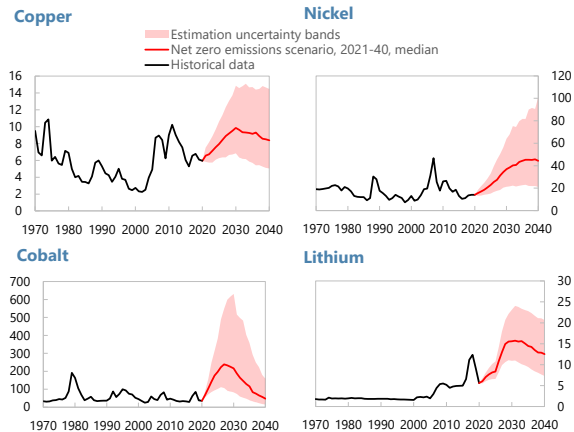 Copper
Nickel
Estimation uncertainty bands
Net zero emissions scenario, 2021-40, median
Historical data
16
14
12
10
8
6
4
2
0
1970 1980 1990 2000 2010 2020 2030 2040
120
100
80
60
40
20
0
1970 1980 1990 2000 2010 2020 2030 2040
Cobalt
Lithium
700
600
500
400
300
200
100
0
1970 1980 1990 2000 2010 2020 2030 2040
30
25
20
15
10
5
0
1970 1980 1990 2000 2010 2020 2030 2040